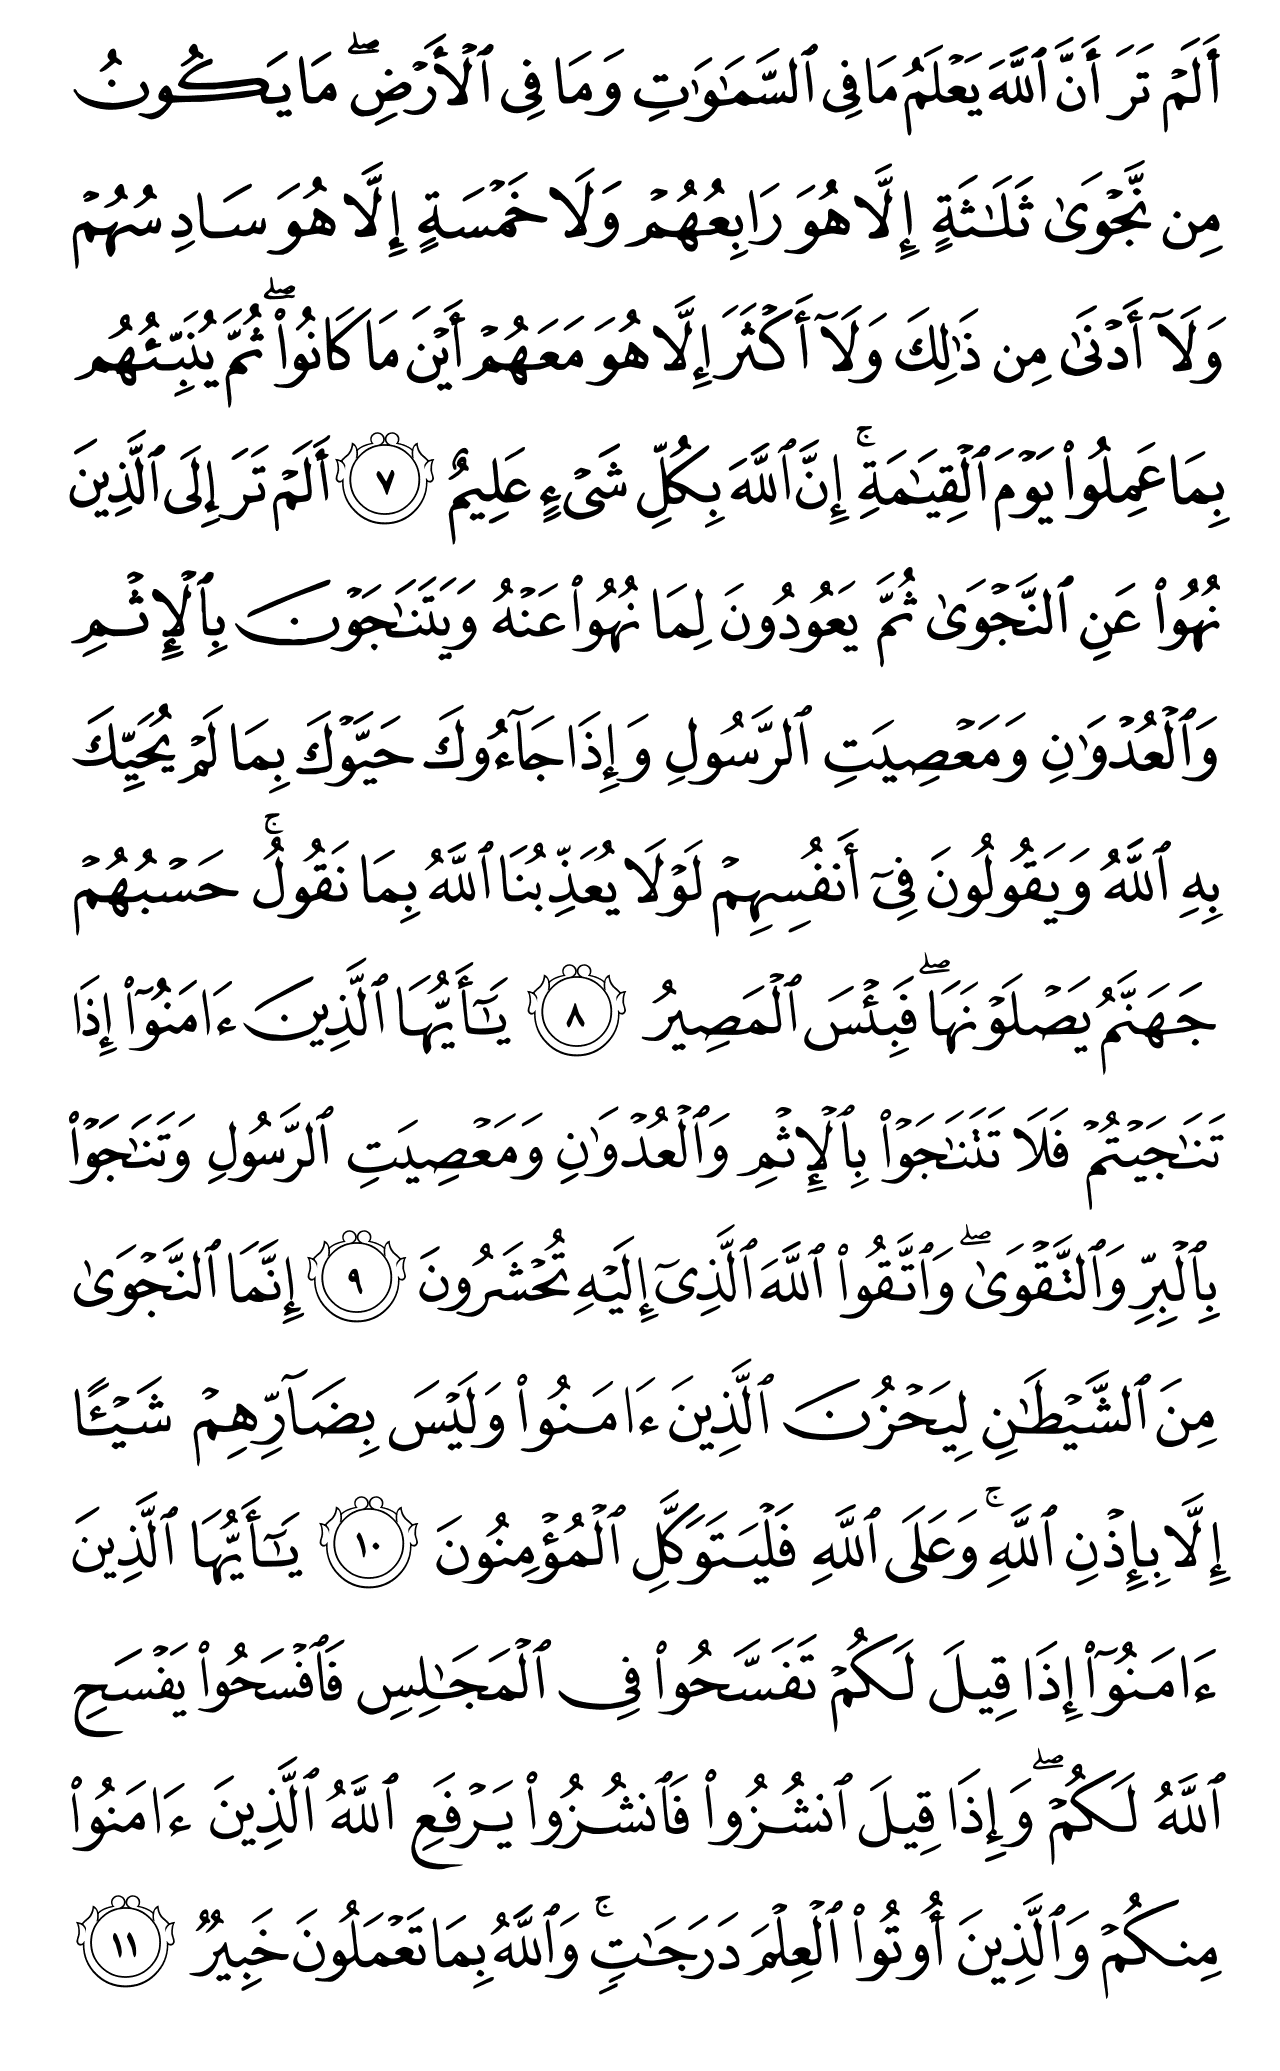 أَلَمْ تَرَ أَنَّ ٱللَّهَ يَعْلَمُ مَا فِى ٱلسَّمَٰوَٰتِ وَمَا فِى ٱلْأَرْضِ ۖ مَا يَكُونُ
مِن نَّجْوَىٰ ثَلَٰثَةٍ إِلَّا هُوَ رَابِعُهُمْ وَلَا خَمْسَةٍ إِلَّا هُوَ سَادِسُهُمْ
وَلَآ أَدْنَىٰ مِن ذَٰلِكَ وَلَآ أَكْثَرَ إِلَّا هُوَ مَعَهُمْ أَيْنَ مَا كَانُوا۟ ۖ ثُمَّ يُنَبِّئُهُم
بِمَا عَمِلُوا۟ يَوْمَ ٱلْقِيَٰمَةِ ۚ إِنَّ ٱللَّهَ بِكُلِّ شَىْءٍ عَلِيمٌ ٧ أَلَمْ تَرَ إِلَى ٱلَّذِينَ
نُهُوا۟ عَنِ ٱلنَّجْوَىٰ ثُمَّ يَعُودُونَ لِمَا نُهُوا۟ عَنْهُ وَيَتَنَٰجَوْنَ بِٱلْإِثْمِ
وَٱلْعُدْوَٰنِ وَمَعْصِيَتِ ٱلرَّسُولِ وَإِذَا جَآءُوكَ حَيَّوْكَ بِمَا لَمْ يُحَيِّكَ
بِهِ ٱللَّهُ وَيَقُولُونَ فِىٓ أَنفُسِهِمْ لَوْلَا يُعَذِّبُنَا ٱللَّهُ بِمَا نَقُولُ ۚ حَسْبُهُمْ
جَهَنَّمُ يَصْلَوْنَهَا ۖ فَبِئْسَ ٱلْمَصِيرُ ٨ يَٰٓأَيُّهَا ٱلَّذِينَ ءَامَنُوٓا۟ إِذَا
تَنَٰجَيْتُمْ فَلَا تَتَنَٰجَوْا۟ بِٱلْإِثْمِ وَٱلْعُدْوَٰنِ وَمَعْصِيَتِ ٱلرَّسُولِ وَتَنَٰجَوْا۟
بِٱلْبِرِّ وَٱلتَّقْوَىٰ ۖ وَٱتَّقُوا۟ ٱللَّهَ ٱلَّذِىٓ إِلَيْهِ تُحْشَرُونَ ٩ إِنَّمَا ٱلنَّجْوَىٰ
مِنَ ٱلشَّيْطَٰنِ لِيَحْزُنَ ٱلَّذِينَ ءَامَنُوا۟ وَلَيْسَ بِضَآرِّهِمْ شَيْـًٔا
إِلَّا بِإِذْنِ ٱللَّهِ ۚ وَعَلَى ٱللَّهِ فَلْيَتَوَكَّلِ ٱلْمُؤْمِنُونَ ١٠ يَٰٓأَيُّهَا ٱلَّذِينَ
ءَامَنُوٓا۟ إِذَا قِيلَ لَكُمْ تَفَسَّحُوا۟ فِى ٱلْمَجَٰلِسِ فَٱفْسَحُوا۟ يَفْسَحِ
ٱللَّهُ لَكُمْ ۖ وَإِذَا قِيلَ ٱنشُزُوا۟ فَٱنشُزُوا۟ يَرْفَعِ ٱللَّهُ ٱلَّذِينَ ءَامَنُوا۟
مِنكُمْ وَٱلَّذِينَ أُوتُوا۟ ٱلْعِلْمَ دَرَجَٰتٍ ۚ وَٱللَّهُ بِمَا تَعْمَلُونَ خَبِيرٌ ١١